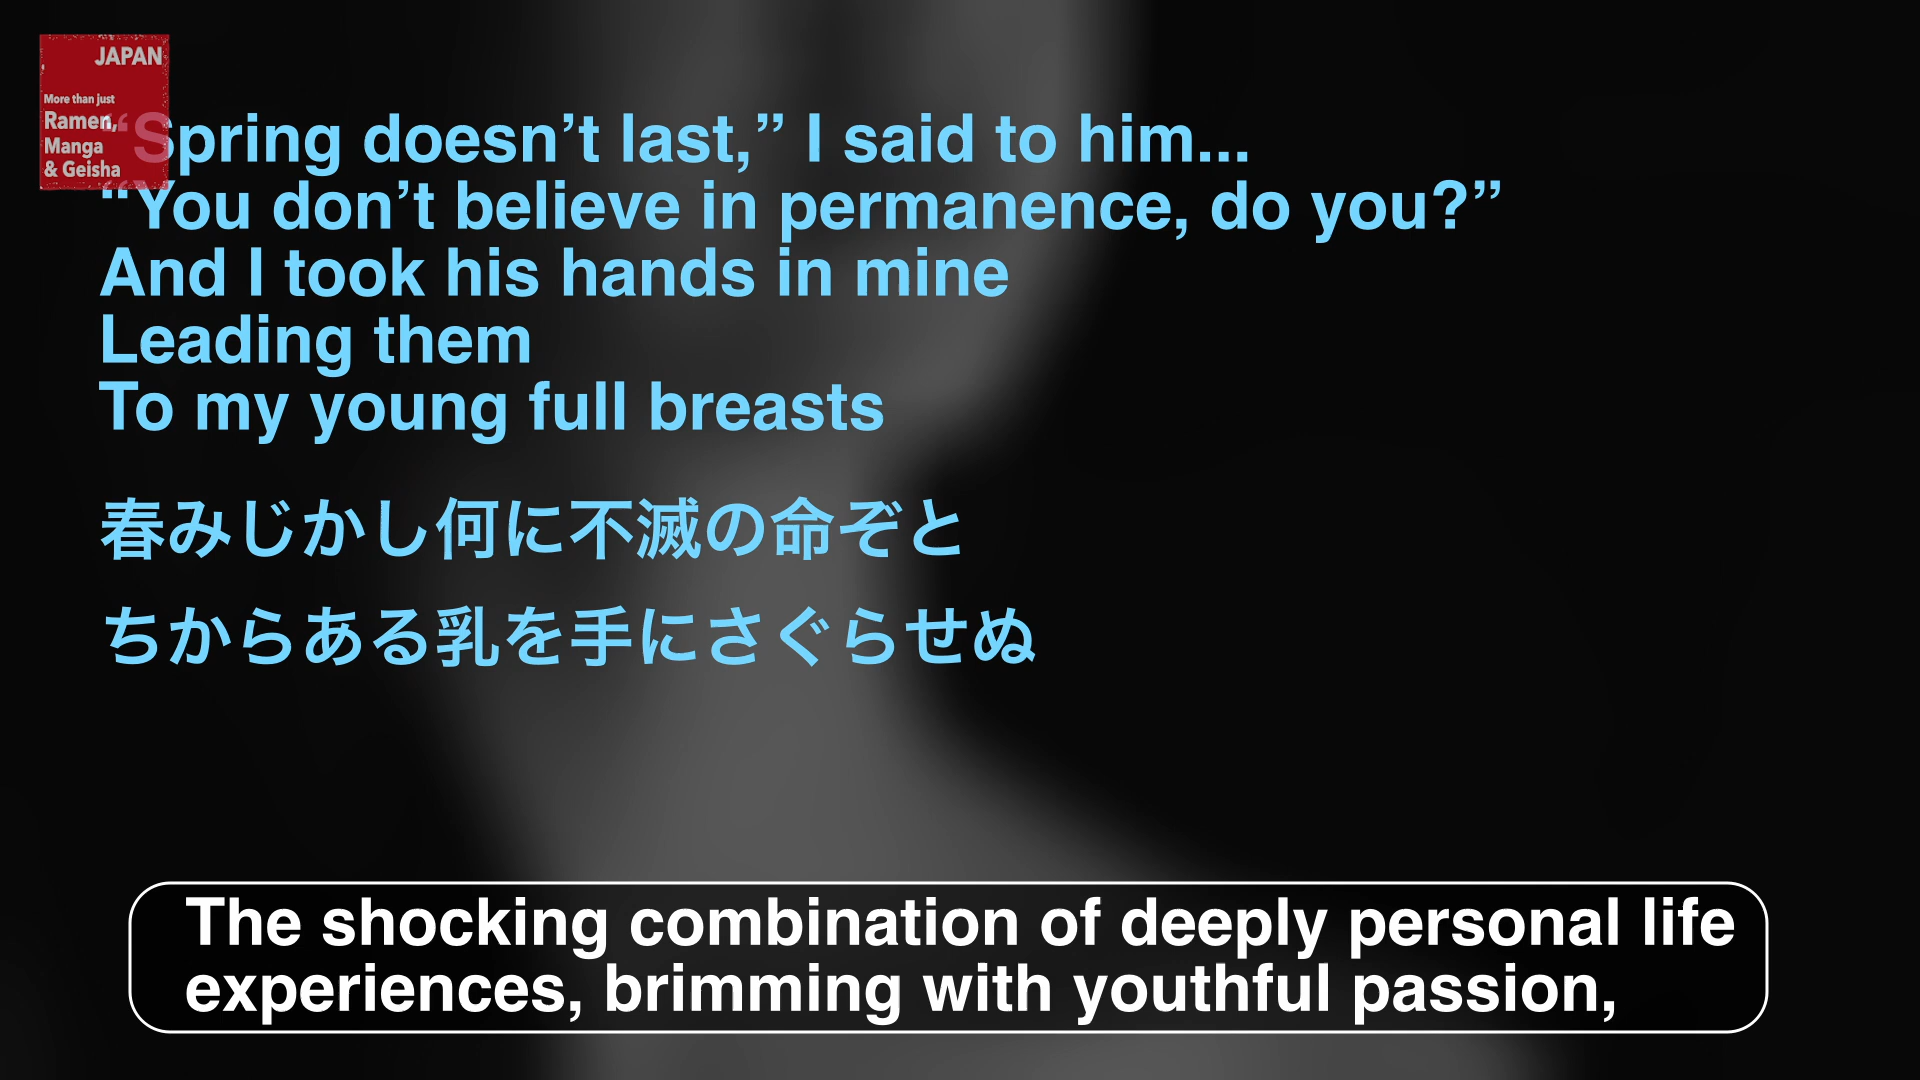 JAPAN
More than just
Ramen,
Manga
& Geisha
“Spring doesn’t last,” I said to him...
“You don’t believe in permanence, do you?”
And I took his hands in mine
Leading them
To my young full breasts
春みじかし何に不滅の命ぞと
ちからある乳を手にさぐらせぬ
The shocking combination of deeply personal life
experiences, brimming with youthful passion,